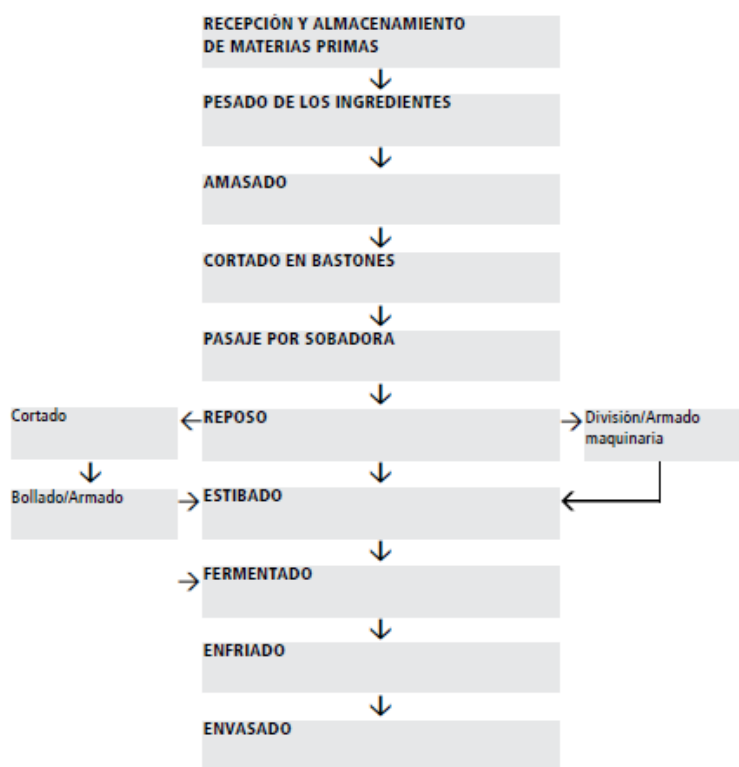 RECEPCIÓN Y ALMACENAMIENTO
DE MATERIAS PRIMAS
PESADO DE LOS INGREDIENTES
AMASADO
CORTADO EN BASTONES
PASAJE POR SOBADORA
Cortado
REPOSO
División/Armado
maquinaria
Bollado/Armado
ESTIBADO
FERMENTADO
ENFRIADO
ENVASADO